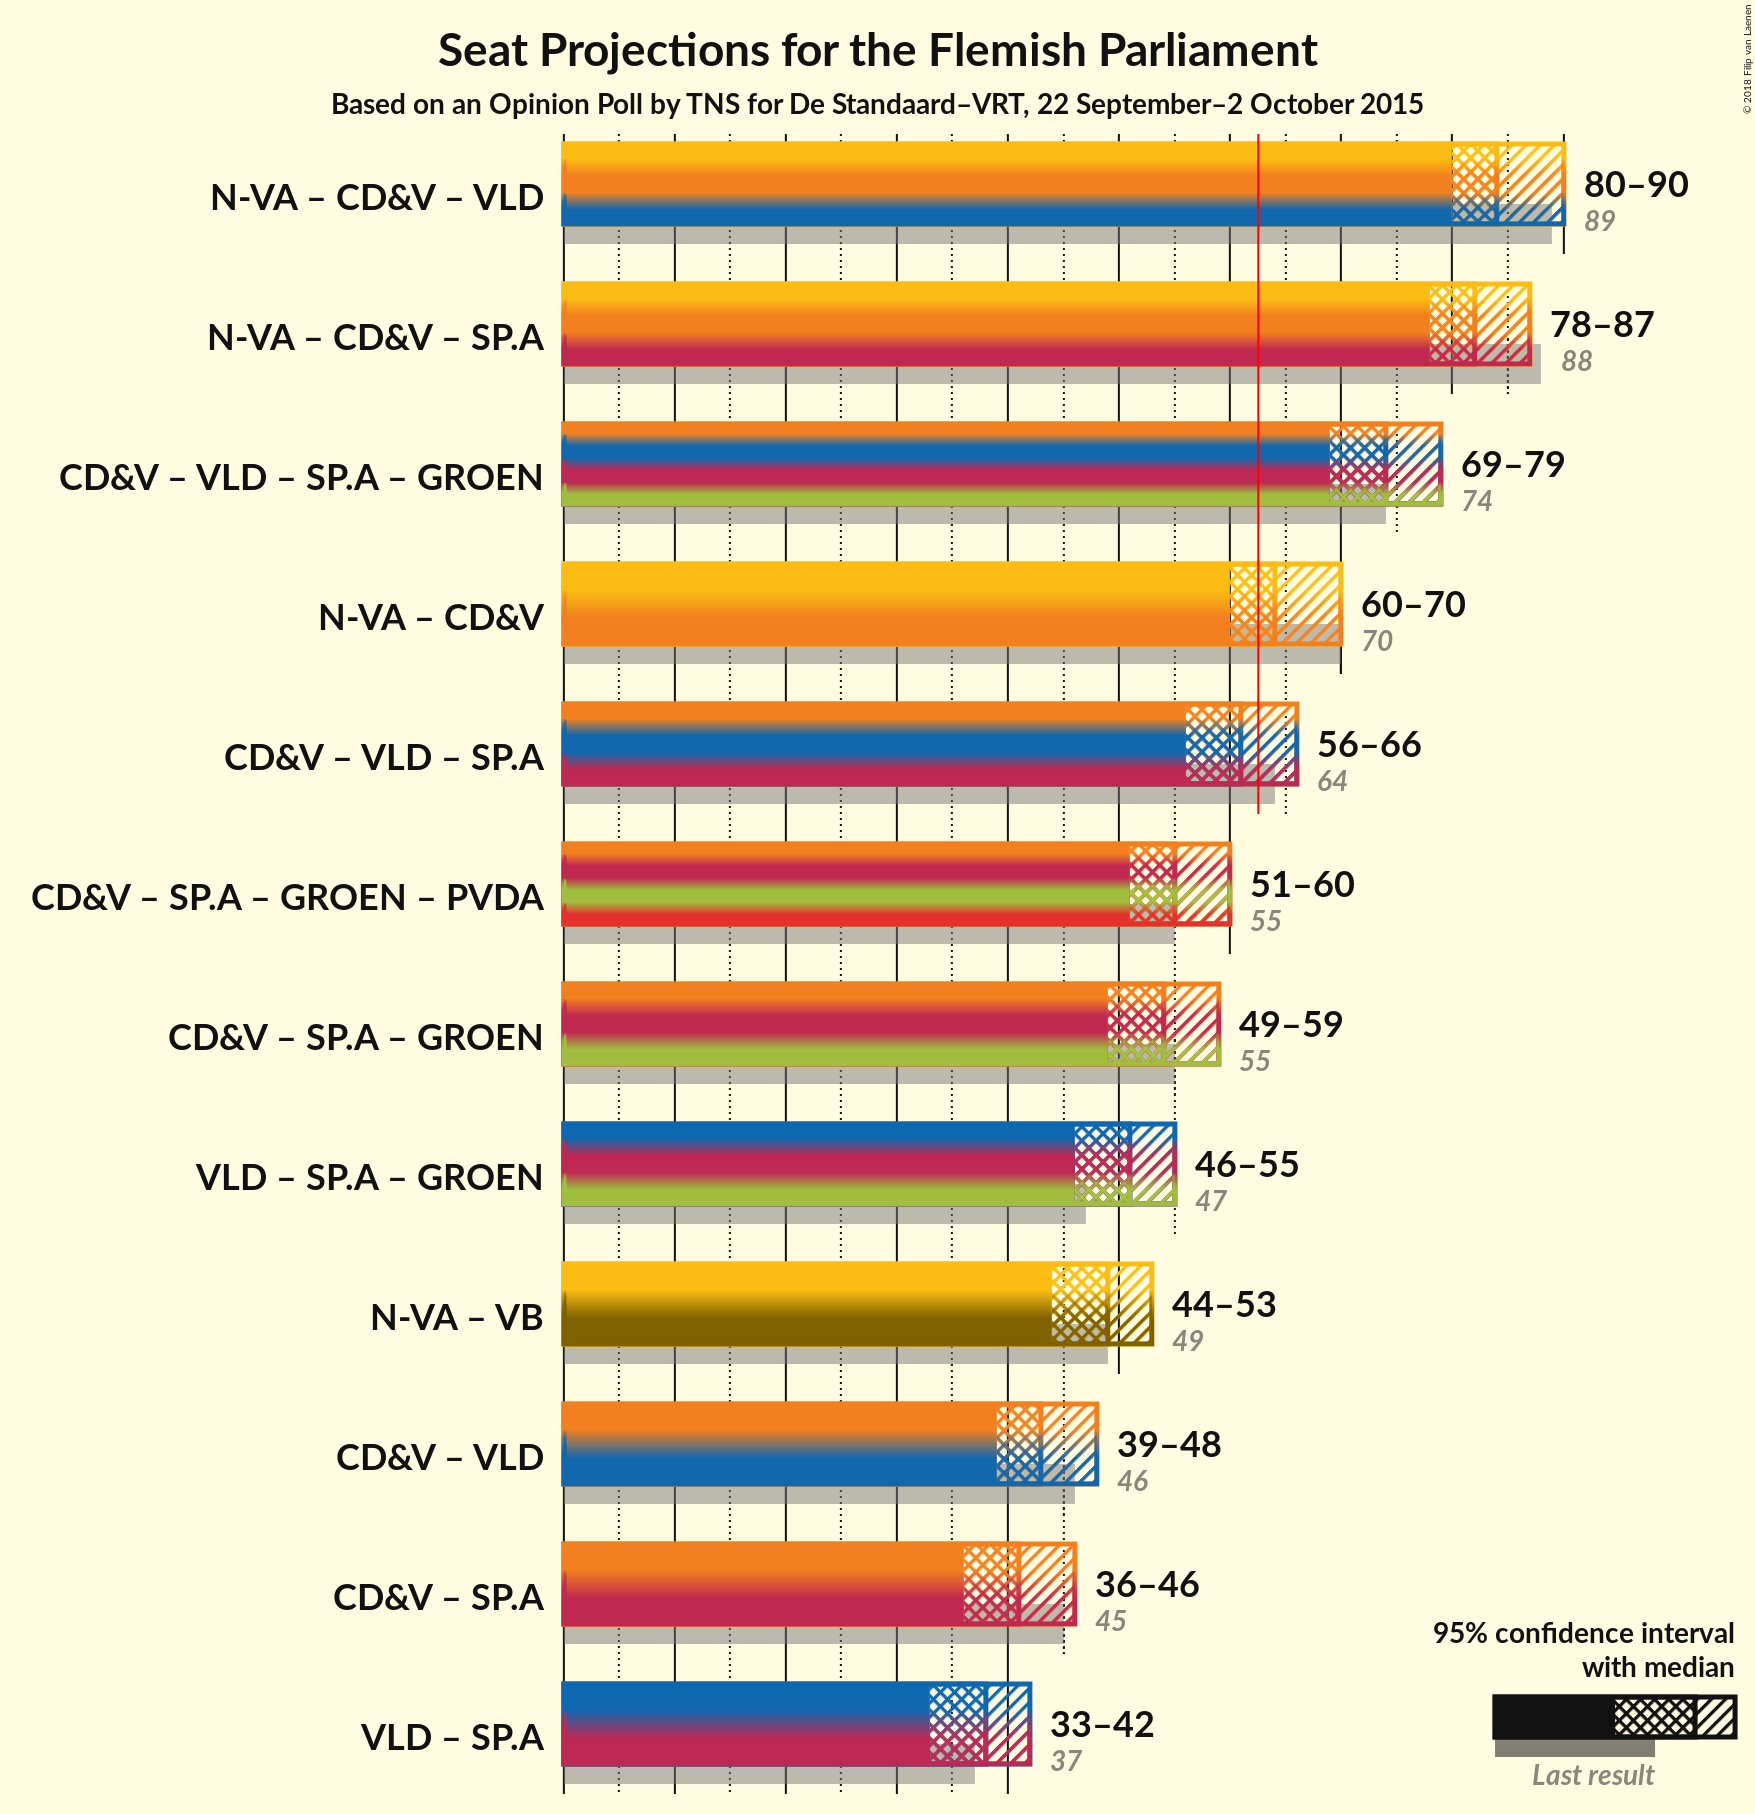 Seat Projections for the Flemish Parliament
Based on an Opinion Poll by TNS for De Standaard–VRT, 22 September–2 October 2015
© 2018 Filip van Laenen
N-VA – CD&V – VLD
80–90
89
N-VA – CD&V – SP.A
78–87
88
CD&V – VLD – SP.A – GROEN
69–79
74
N-VA – CD&V
60–70
70
CD&V – VLD – SP.A
56–66
64
CD&V – SP.A – GROEN – PVDA
51–60
55
CD&V – SP.A – GROEN
49–59
55
VLD – SP.A – GROEN
46–55
47
N-VA – VB
44–53
49
CD&V – VLD
39–48
46
CD&V – SP.A
36–46
45
VLD – SP.A
33–42
37
95% confidence interval
with median
Last result